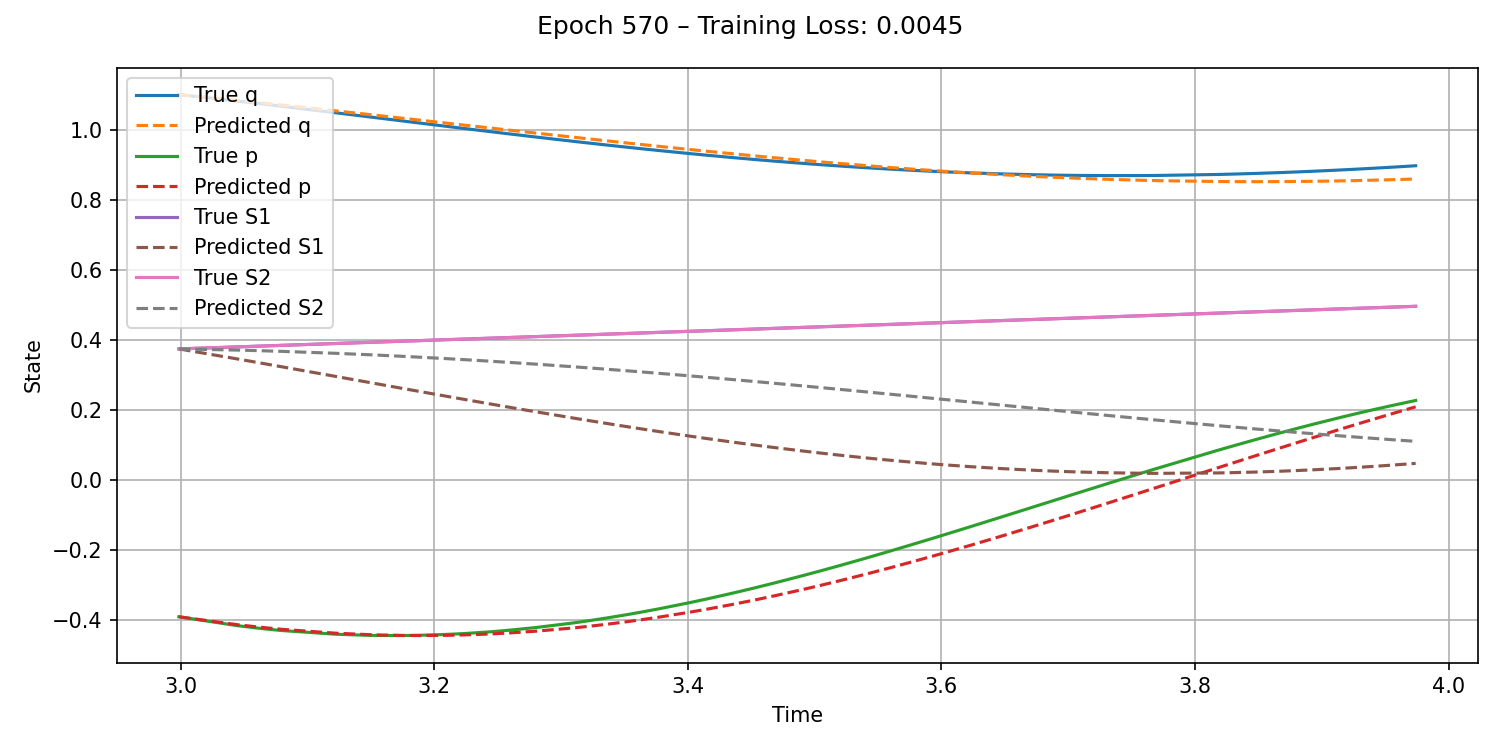 Epoch 570 – Training Loss: 0.0045
True q
Predicted q
True p
Predicted p
True S1
Predicted S1
True S2
Predicted S2
State
1.0
0.8
0.6
0.4
0.2
0.0
−0.2
−0.4
3.0
3.2
3.4
3.6
3.8
4.0
Time